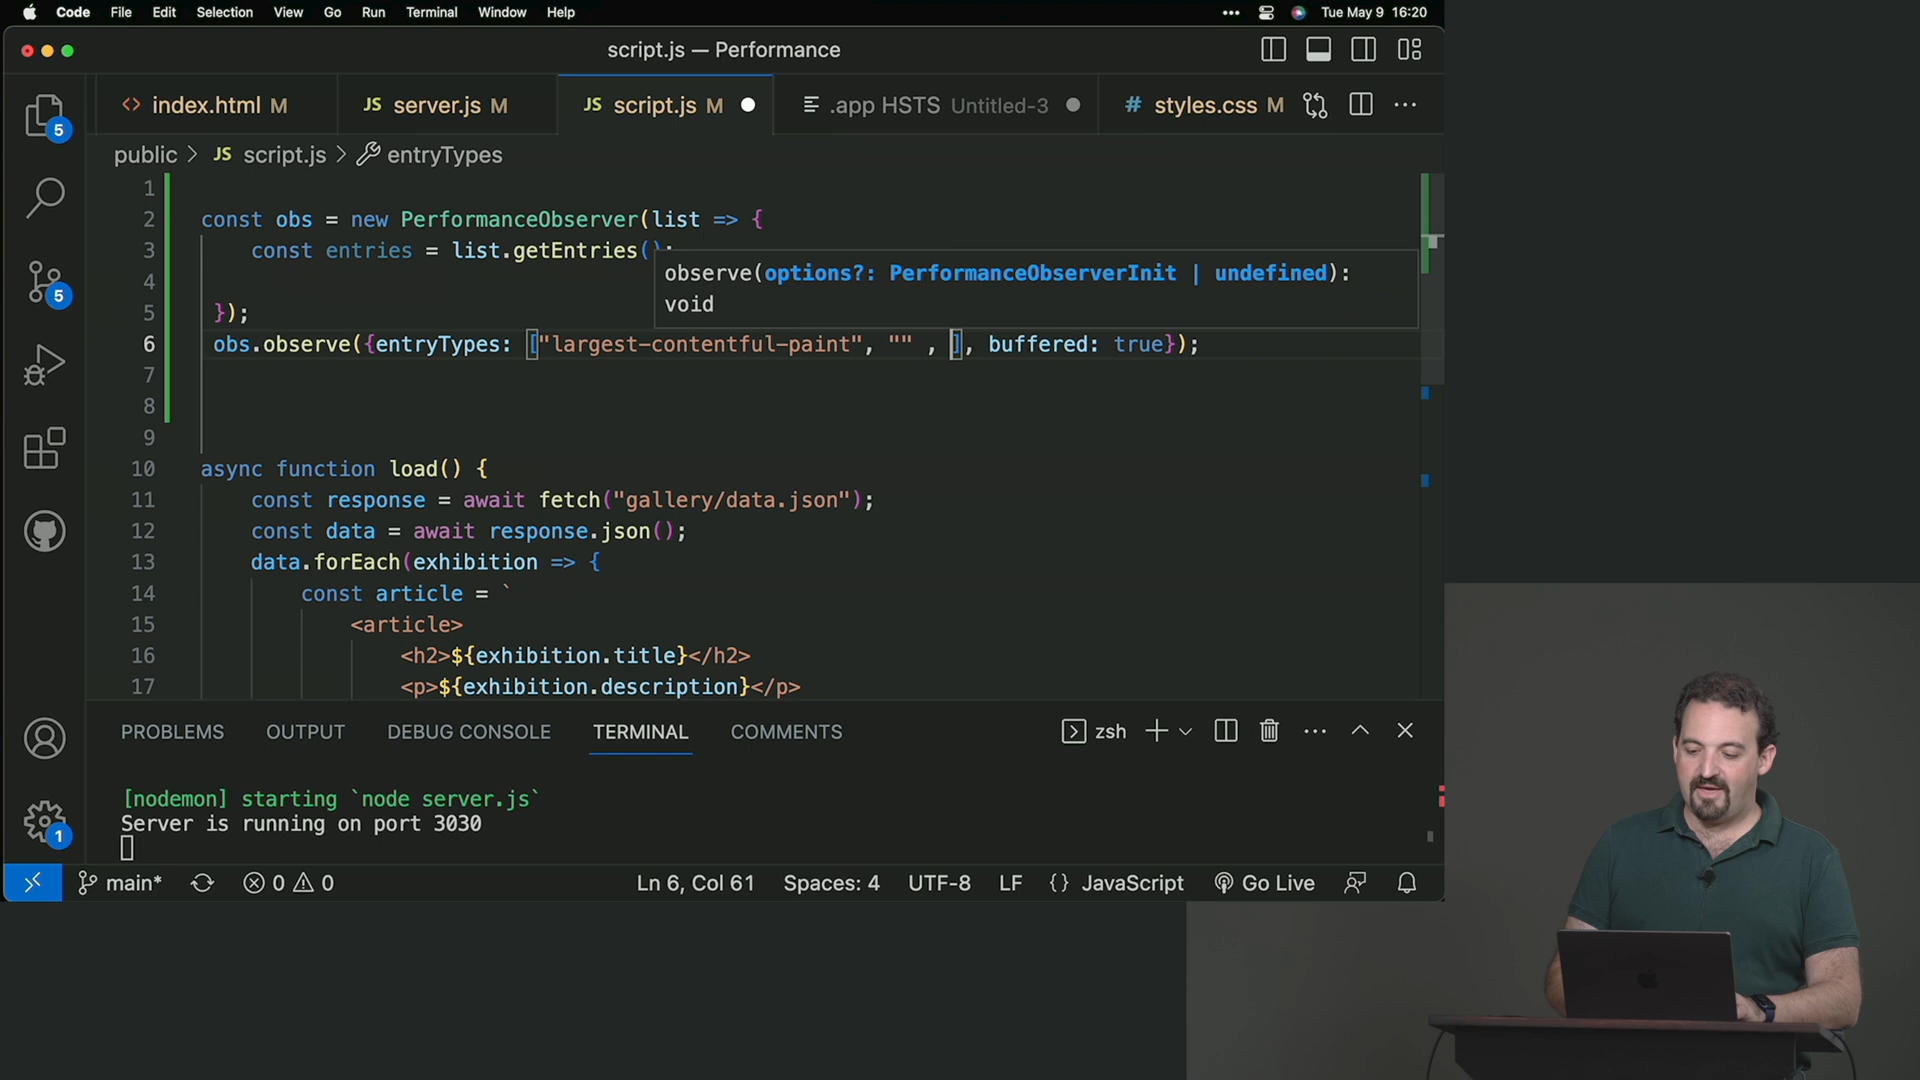 Code File Edit Selection View Go Run Terminal Window Help Tue May 9 16:20
script.js — Performance
index.html M JS server.js M JS script.js M .app HSTS Untitled-3 # styles.css M
public > JS script.js > entryTypes
1
2 const obs = new PerformanceObserver(list => {
3 const entries = list.getEntries();
observe(options?: PerformanceObserverInit | undefined):
void
4
5 });
6 obs.observe({entryTypes: ["largest-contentful-paint", "" , ], buffered: true});
7
8
9
10 async function load() {
11 const response = await fetch("gallery/data.json");
12 const data = await response.json();
13 data.forEach(exhibition => {
14 const article = `
15 <article>
16 <h2>${exhibition.title}</h2>
17 <p>${exhibition.description}</p>
5
5
1
PROBLEMS OUTPUT DEBUG CONSOLE TERMINAL COMMENTS zsh
[nodemon] starting `node server.js`
Server is running on port 3030
main* 0 0 Ln 6, Col 61 Spaces: 4 UTF-8 LF {} JavaScript Go Live